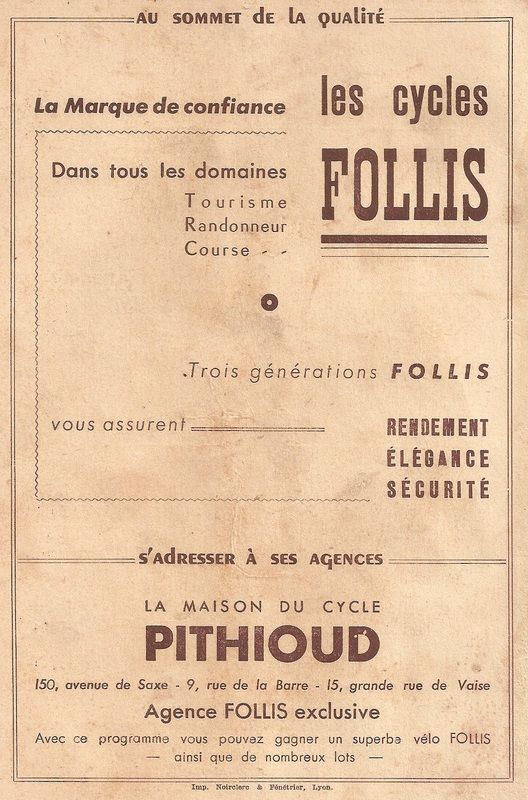 AU SOMMET DE LA QUALITÉ
La Marque de confiance
les cycles
FOLLIS
Dans tous les domaines
Tourisme
Randonneur
Course - -
Trois générations FOLLIS
vous assurent
RENDEMENT
ÉLÉGANCE
SÉCURITÉ
S'ADRESSER À SES AGENCES
LA MAISON DU CYCLE
PITHIOUD
150, avenue de Saxe - 9, rue de la Barre - 15, grande rue de Vaise
Agence FOLLIS exclusive
Avec ce programme vous pouvez gagner un superbe vélo FOLLIS
— ainsi que de nombreux lots —
Imp. Noirclerc & Fénétrier, Lyon.